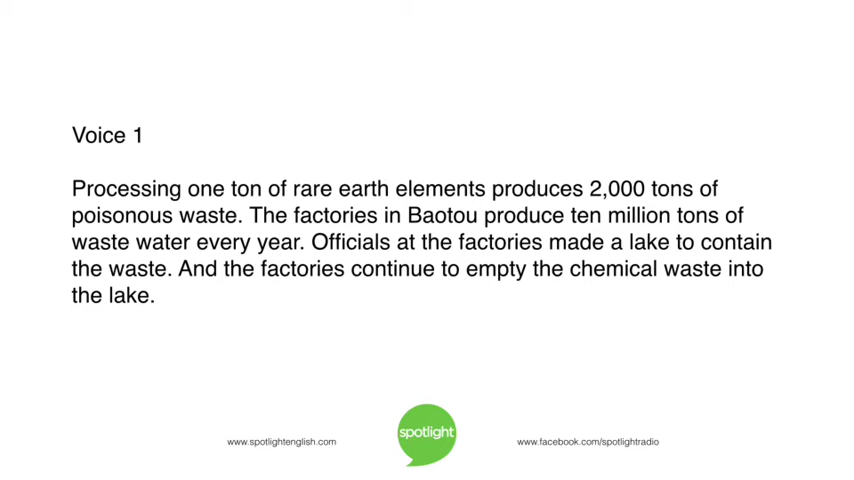 Voice 1
Processing one ton of rare earth elements produces 2,000 tons of
poisonous waste. The factories in Baotou produce ten million tons of
waste water every year. Officials at the factories made a lake to contain
the waste. And the factories continue to empty the chemical waste into
the lake.
spotlight
www.spotlightenglish.com
www.facebook.com/spotlightradio